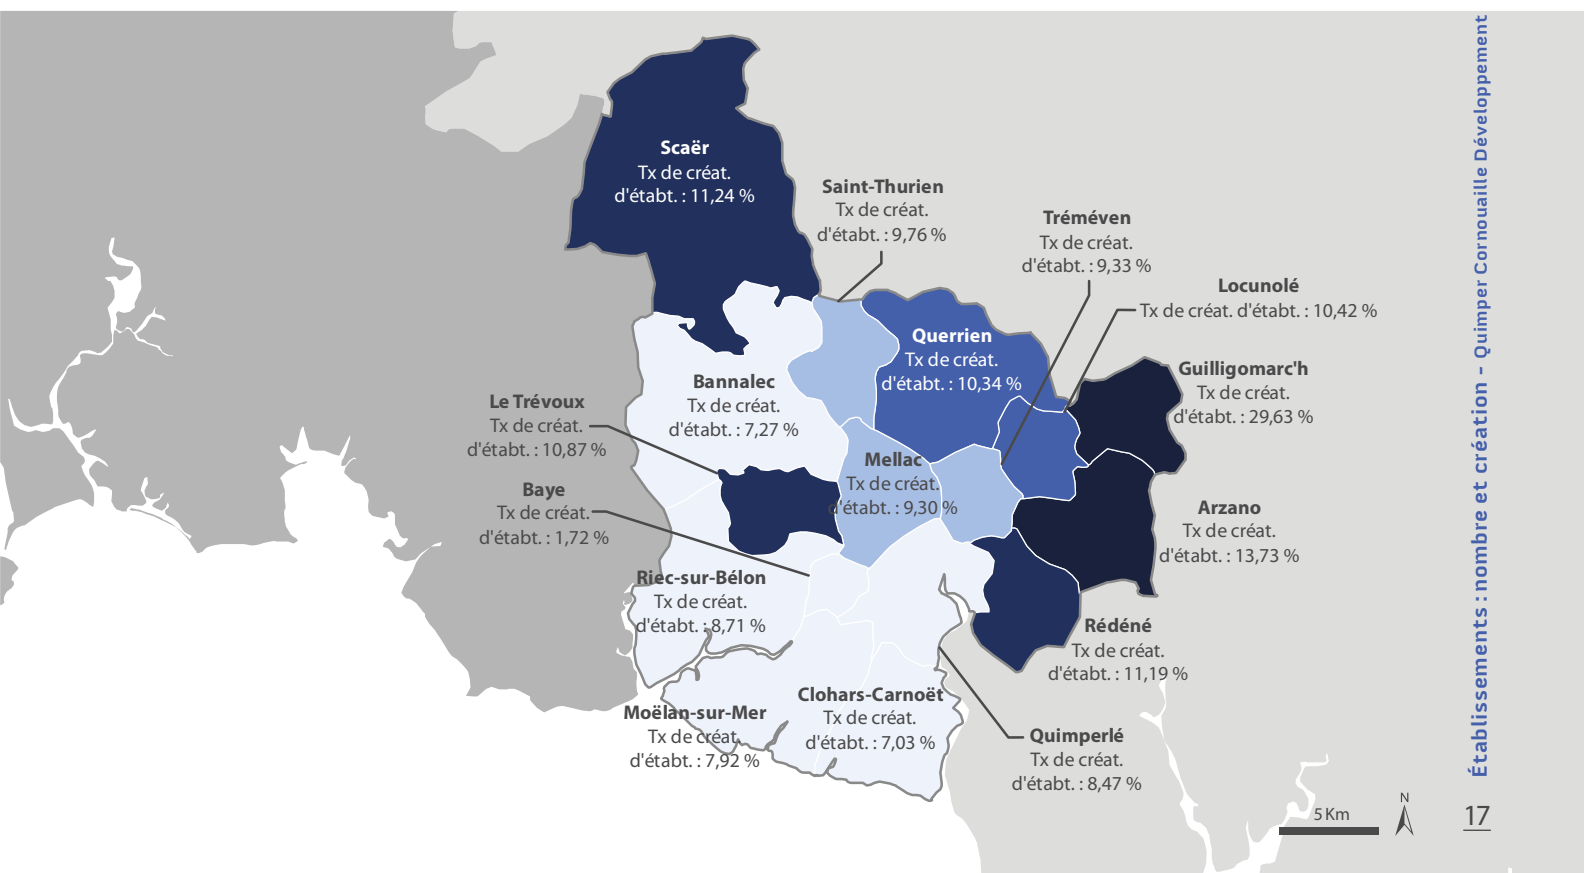 Scaër
Tx de créat.
d'étabt. : 11,24 %
Saint-Thurien
Tx de créat.
d'étabt. : 9,76 %
Tréméven
Tx de créat.
d'étabt. : 9,33 %
Locunolé
Tx de créat. d'étabt. : 10,42 %
Querrien
Tx de créat.
d'étabt. : 10,34 %
Guilligomarc'h
Tx de créat.
d'étabt. : 29,63 %
Bannalec
Tx de créat.
d'étabt. : 7,27 %
Le Trévoux
Tx de créat.
d'étabt. : 10,87 %
Mellac
Tx de créat.
d'étabt. : 9,30 %
Baye
Tx de créat.
d'étabt. : 1,72 %
Arzano
Tx de créat.
d'étabt. : 13,73 %
Riec-sur-Bélon
Tx de créat.
d'étabt. : 8,71 %
Rédéné
Tx de créat.
d'étabt. : 11,19 %
Clohars-Carnoët
Tx de créat.
d'étabt. : 7,03 %
Moëlan-sur-Mer
Tx de créat.
d'étabt. : 7,92 %
Quimperlé
Tx de créat.
d'étabt. : 8,47 %
5 Km
N
Établissements : nombre et création - Quimper Cornouaille Développement
17